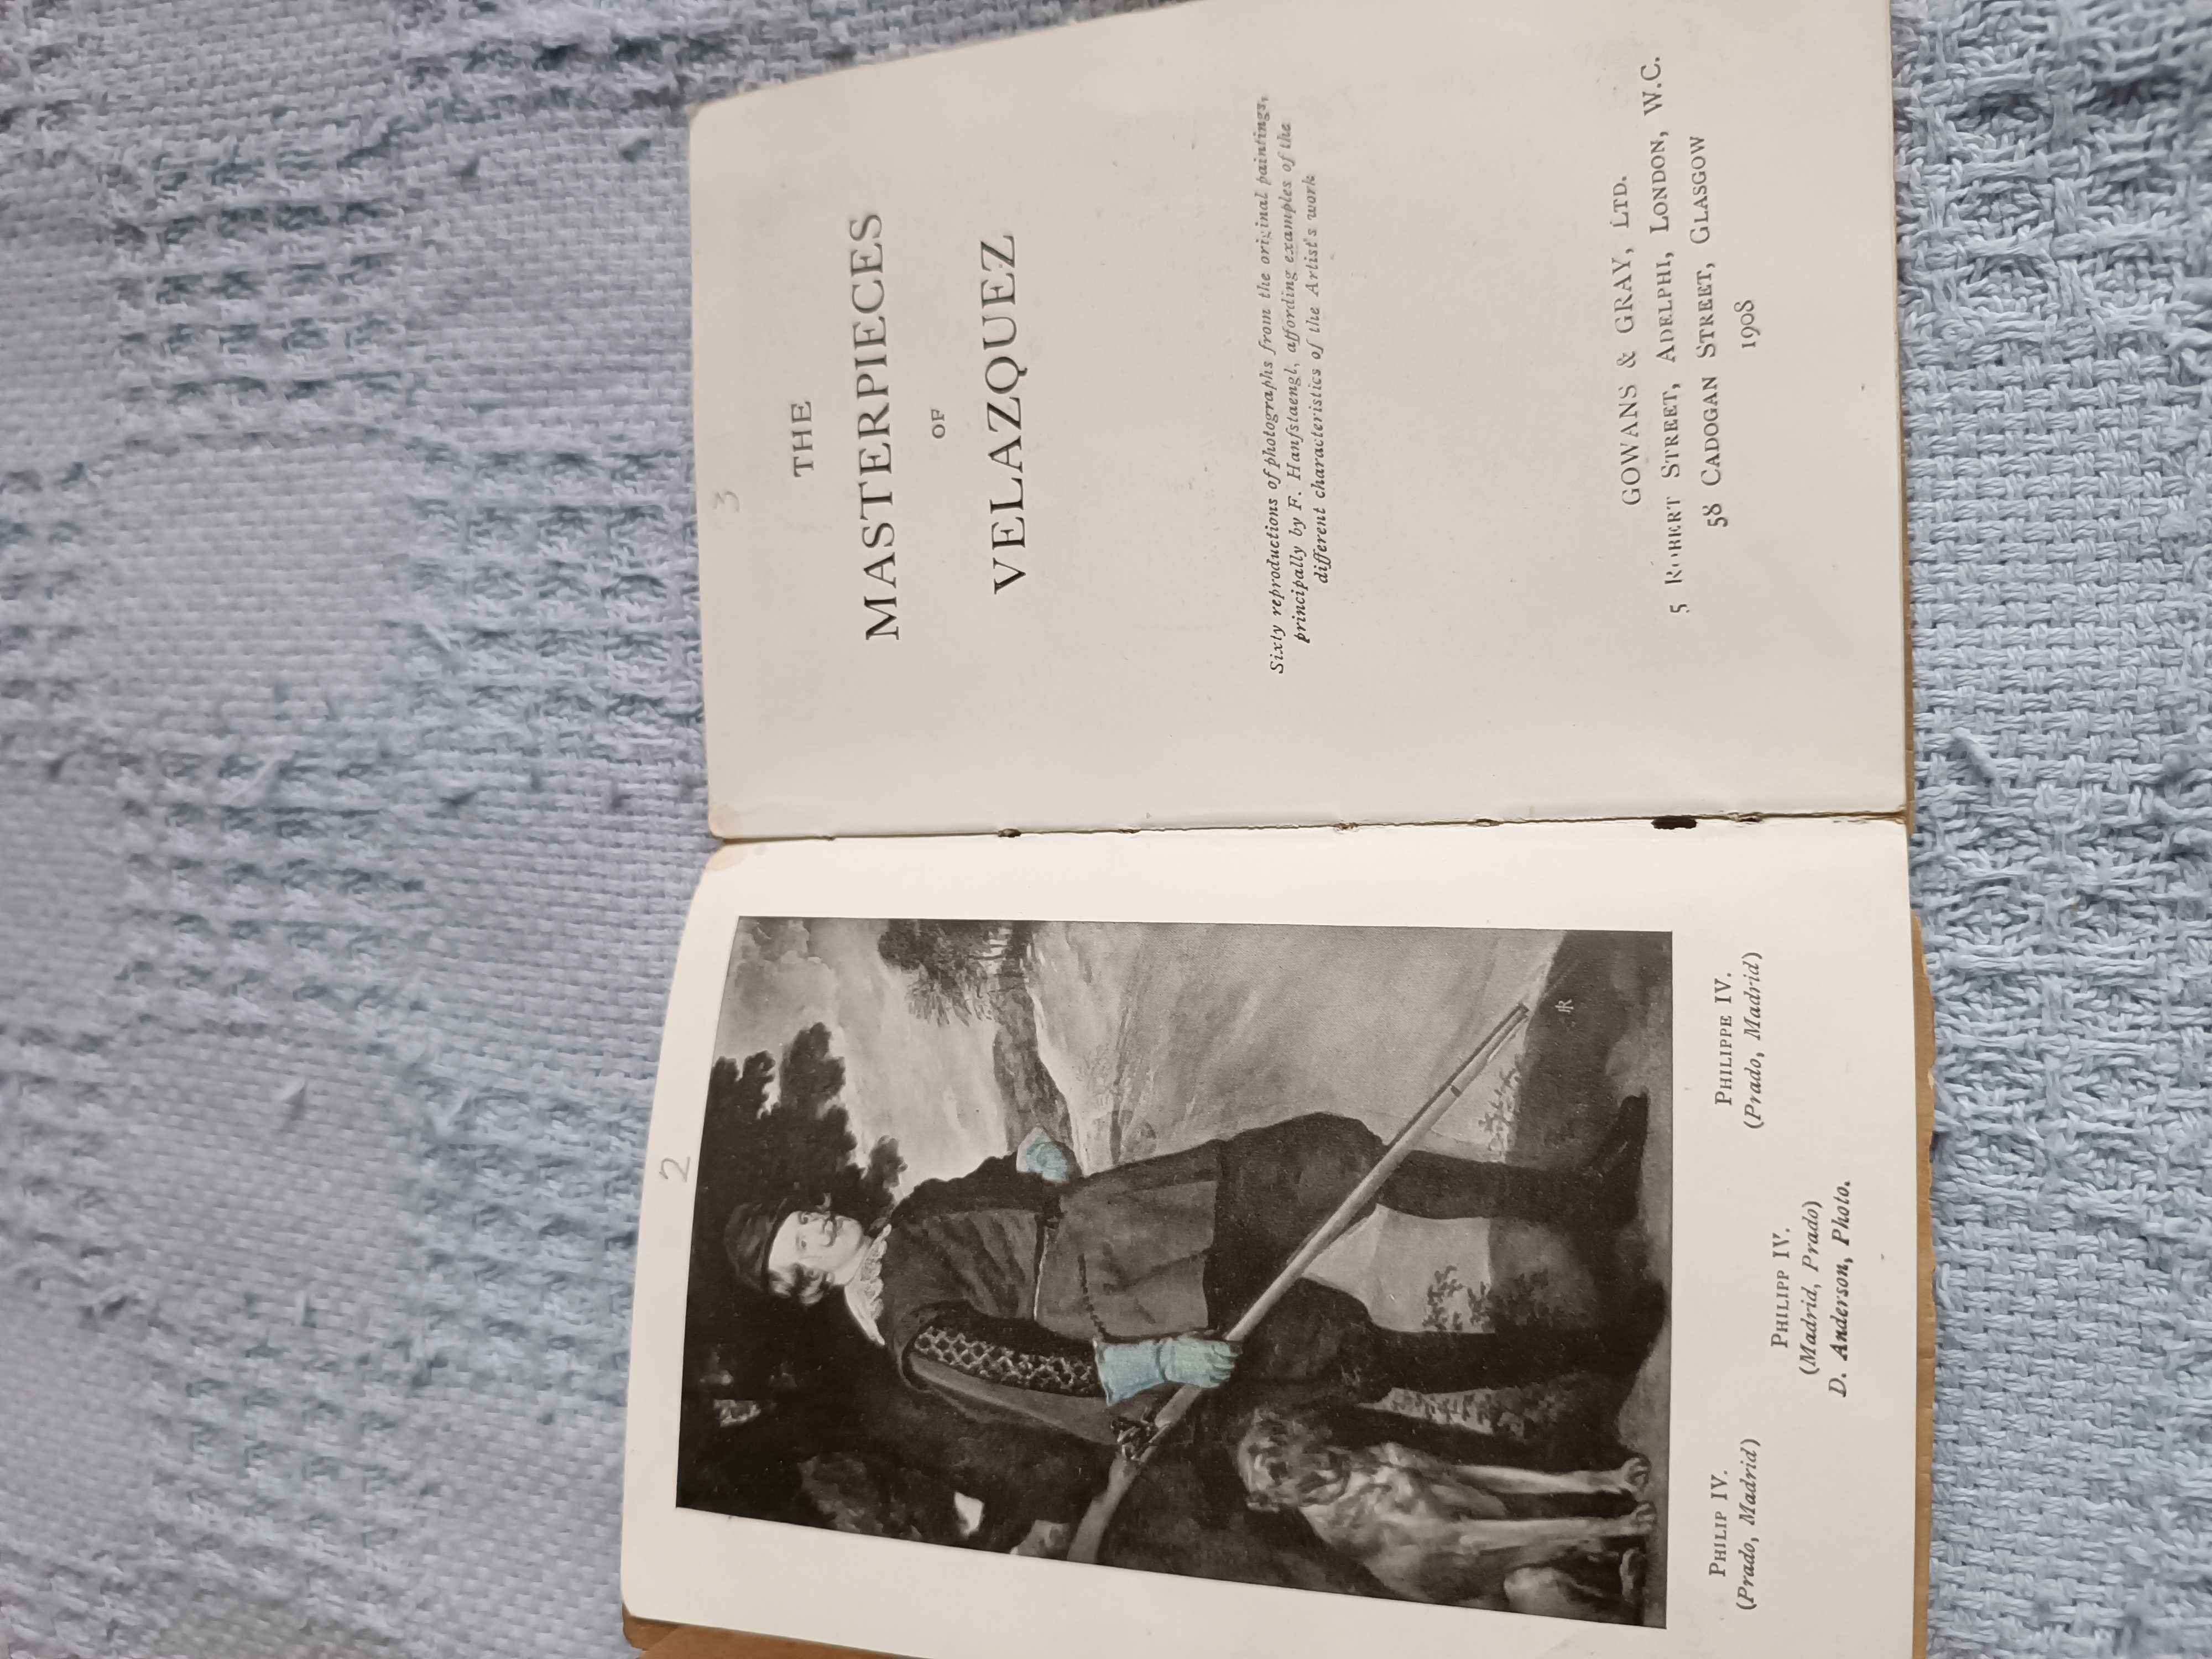 2
PHILIP IV.
(Prado, Madrid)
PHILIPPE IV.
(Prado, Madrid)
PHILIPP IV.
(Madrid, Prado)
D. Anderson, Photo.
3
THE
MASTERPIECES
OF
VELAZQUEZ
Sixty reproductions of photographs from the original paintings,
principally by F. Hanfstaengl, affording examples of the
different characteristics of the Artist's work
GOWANS & GRAY, LTD.
5 ROBERT STREET, ADELPHI, LONDON, W.C.
58 CADOGAN STREET, GLASGOW
1908